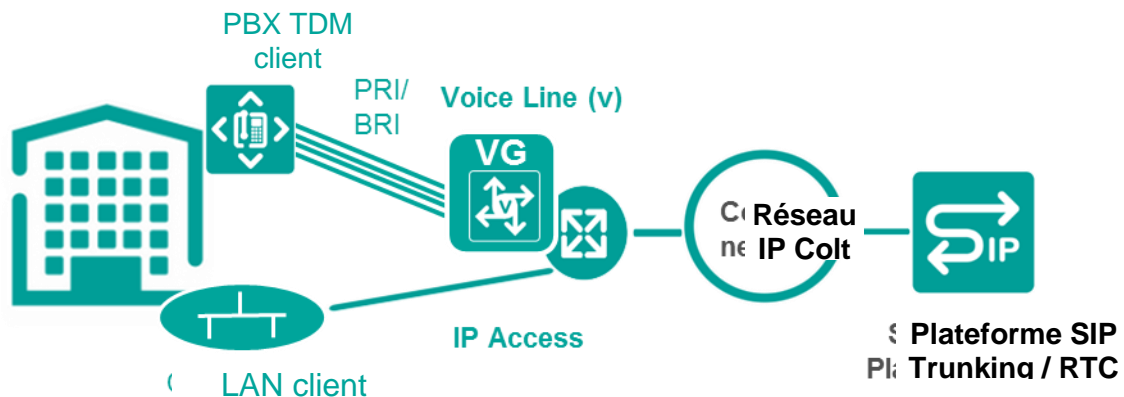 PBX TDM
client
PRI/
BRI
Voice Line (v)
VG
v
Réseau
IP Colt
SIP
IP Access
LAN client
Plateforme SIP
Trunking / RTC